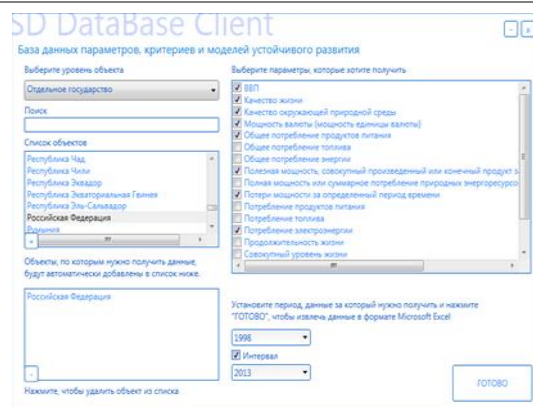 SD DataBase Client
- x
База данных параметров, критериев и моделей устойчивого развития
Выберите уровень объекта
Отдельное государство
Поиск
Список объектов
Республика Чад
Республика Чили
Республика Эквадор
Республика Экваториальная Гвинея
Республика Эль-Сальвадор
Российская Федерация
Румыния
+
Объекты, по которым нужно получить данные,
будут автоматически добавлены в список ниже.
Российская Федерация
-
Нажмите, чтобы удалить объект из списка
Выберите параметры, которые хотите получить
ВВП
Качество жизни
Качество окружающей природной среды
Мощность валюты (мощность единицы валюты)
Общее потребление продуктов питания
Общее потребление топлива
Общее потребление энергии
Полезная мощность, совокупный произведенный или конечный продукт з
Полная мощность или суммарное потребление природных энергоресурсо
Потери мощности за определенный период времени
Потребление продуктов питания
Потребление топлива
Потребление электроэнергии
Продолжительность жизни
Совокупный уровень жизни
Установите период, данные за который нужно получить и нажмите
"ГОТОВО", чтобы извлечь данные в формате Microsoft Excel
1998
Интервал
2013
ГОТОВО